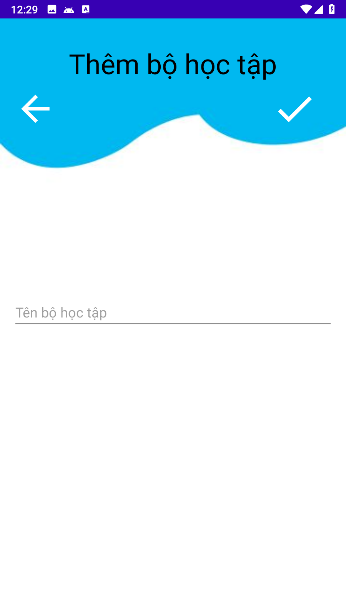 12:29
Thêm bộ học tập
Tên bộ học tập